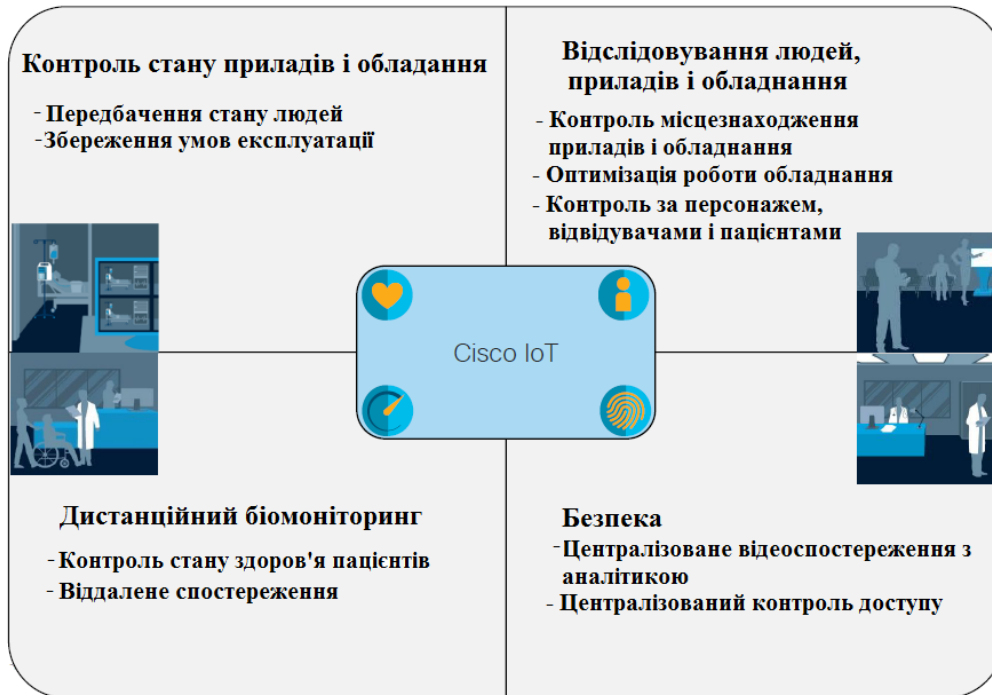 Контроль стану приладів і обладання
- Передбачення стану людей
- Збереження умов експлуатації
Відслідовування людей,
приладів і обладнання
- Контроль місцезнаходження
приладів і обладнання
- Оптимізація роботи обладнання
- Контроль за персонажем,
відвідувачами і пацієнтами
Cisco IoT
Дистанційний біомоніторинг
- Контроль стану здоров'я пацієнтів
- Віддалене спостереження
Безпека
- Централізоване відеоспостереження з
аналітикою
- Централізований контроль доступу